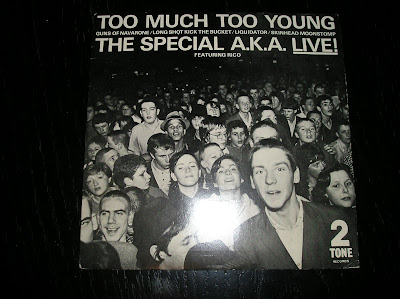 TOO MUCH TOO YOUNG
GUNS OF NAVARONE / LONG SHOT KICK THE BUCKET / LIQUIDATOR / SKINHEAD MOONSTOMP
THE SPECIAL A.K.A. LIVE!
FEATURING RICO
2
TONE
RECORDS